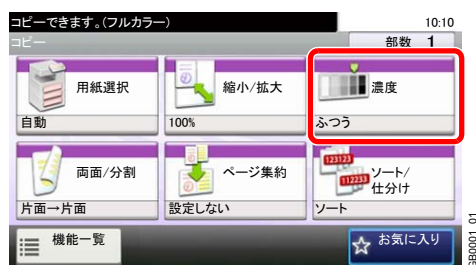 コピーできます。(フルカラー)
10:10
コピー
部数 1
用紙選択
自動
縮小/拡大
100%
濃度
ふつう
両面/分割
片面→片面
ページ集約
設定しない
123123
112233
ソート/
仕分け
ソート
機能一覧
お気に入り